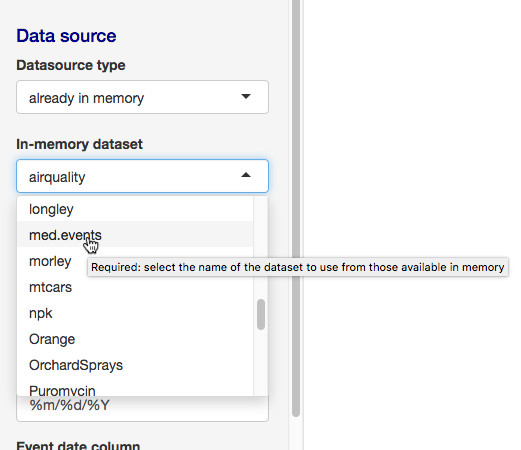 Data source
Datasource type
already in memory
In-memory dataset
airquality
longley
med.events
morley
Required: select the name of the dataset to use from those available in memory
mtcars
npk
Orange
OrchardSprays
Puromycin
%m/%d/%Y
Event date column